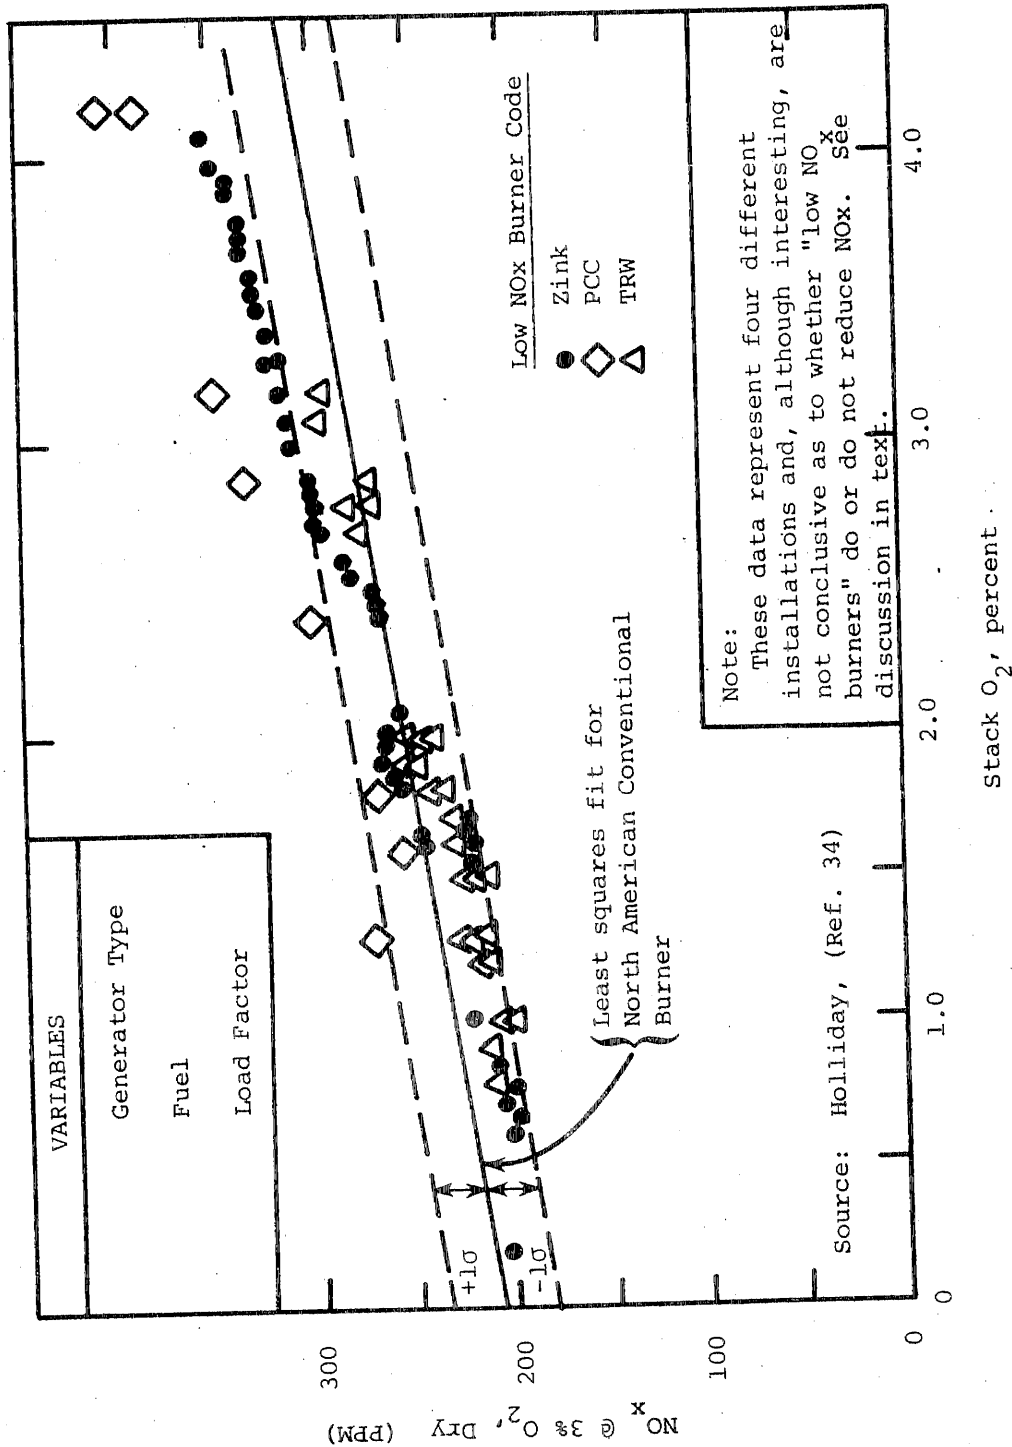 VARIABLES
Generator Type
Fuel
Load Factor
Low NOx Burner Code
Zink
PCC
TRW
+1σ
-1σ
Least squares fit for
North American Conventional
Burner
Note:
These data represent four different
installations and, although interesting, are
not conclusive as to whether "low NOx
burners" do or do not reduce NOx. See
discussion in text.
Source: Holliday, (Ref. 34)
NOx @ 3% O2, Dry (PPM)
300
200
100
0
0
1.0
2.0
3.0
4.0
Stack O2, percent